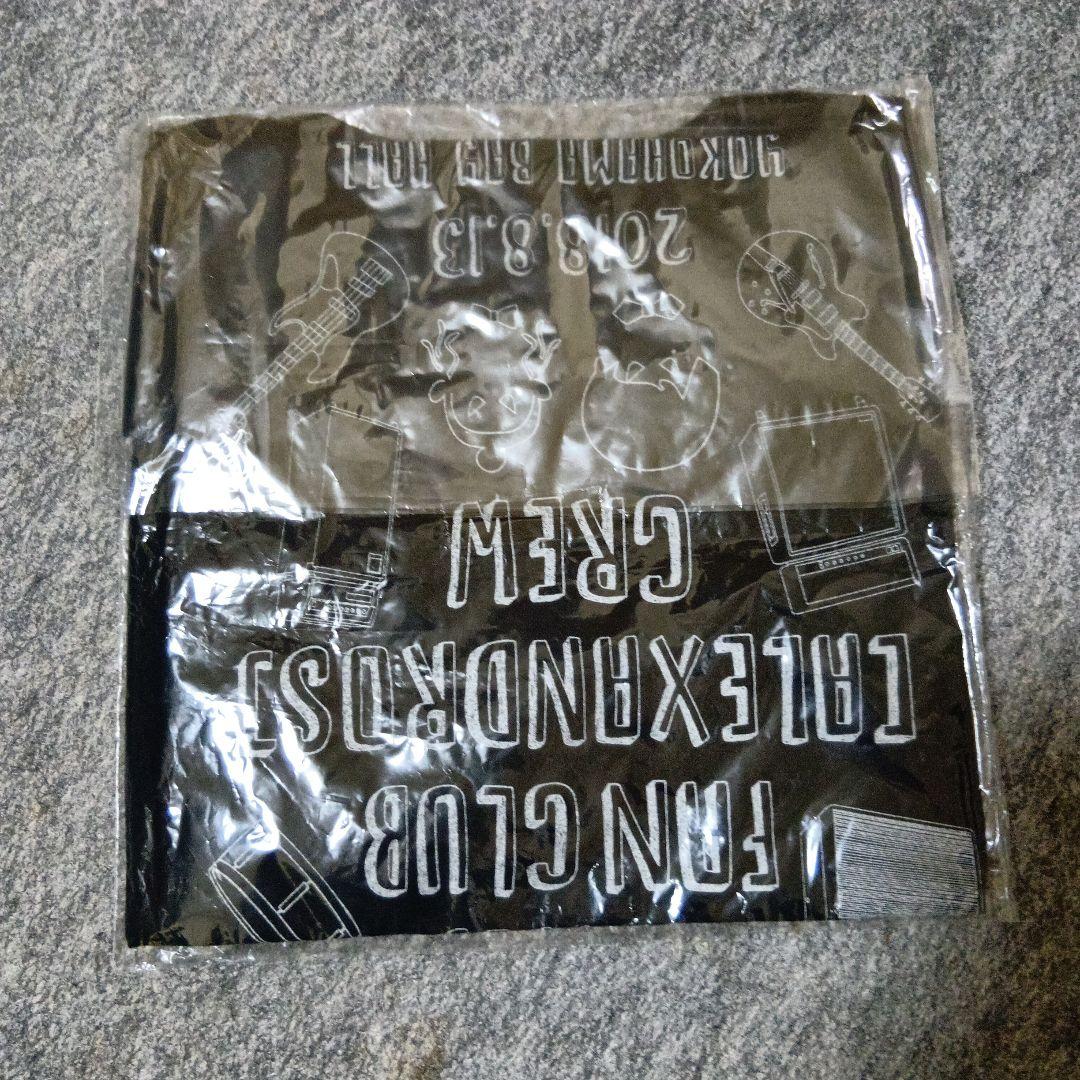 FAN CLUB
[ALEXANDROS]
CREW
2018.8.13
YOKOHAMA BAY HALL